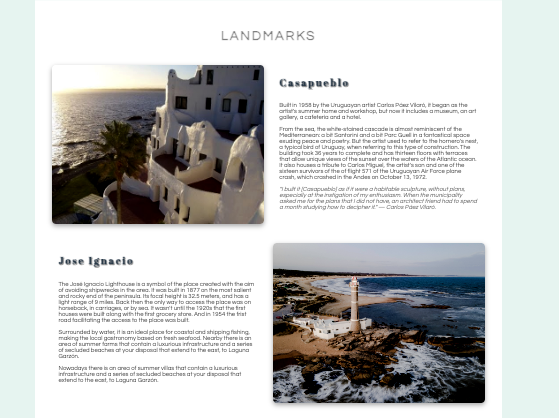 LANDMARKS
Casapueblo
Built in 1958 by the Uruguayan artist Carlos Páez Vilaró, it began as the
artist's summer home and workshop, but now it includes a museum, an art
gallery, a cafeteria and a hotel.
From the sea, the white-stained cascade is almost reminiscent of the
Mediterranean: a bit Santorini and a bit Parc Guell in a fantastical space
exuding peace and poetry. But the artist used to refer to the hornero's nest,
a typical bird of Uruguay, when referring to this type of construction. The
building took 36 years to complete and has thirteen floors with terraces
that allow unique views of the sunset over the waters of the Atlantic ocean.
It also houses a tribute to Carlos Miguel, the artist's son and one of the
sixteen survivors of the of flight 571 of the Uruguayan Air Force plane
crash, which crashed in the Andes on October 13, 1972.
"I built it [Casapueblo] as if it were a habitable sculpture, without plans,
especially at the instigation of my enthusiasm. When the municipality
asked me for the plans that I did not have, an architect friend had to spend
a month studying how to decipher it." — Carlos Páez Vilaró.
Jose Ignacio
The José Ignacio Lighthouse is a symbol of the place created with the aim
of avoiding shipwrecks in the area. It was built in 1877 on the most salient
and rocky end of the peninsula. Its focal height is 32.5 meters, and has a
light range of 9 miles. Back then the only way to access the place was on
horseback, in carriages, or by sea. It wasn't until the 1920s that the first
houses were built along with the first grocery store. And in 1954 the frist
road facilitating the access to the place was built.
Surrounded by water, it is an ideal place for coastal and shipping fishing,
making the local gastronomy based on fresh seafood. Nearby there is an
area of summer farms that contain a luxurious infrastructure and a series
of secluded beaches at your disposal that extend to the east, to Laguna
Garzón.
Nowadays there is an area of summer villas that contain a luxurious
infrastructure and a series of secluded beaches at your disposal that
extend to the east, to Laguna Garzón.